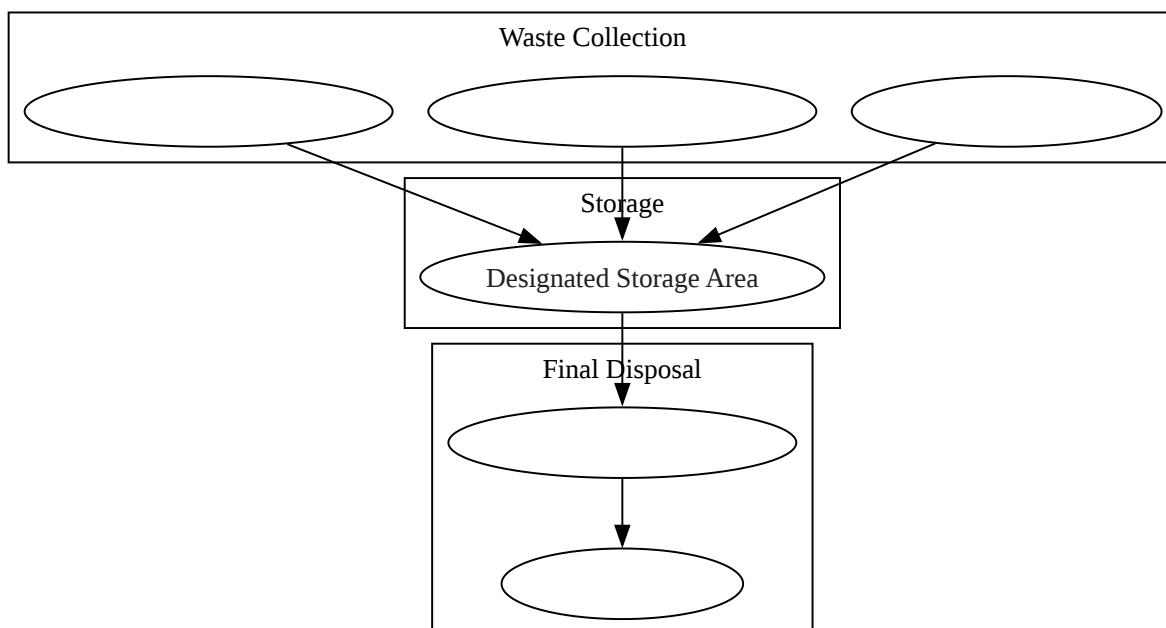 Waste Collection
Storage
Designated Storage Area
Final Disposal